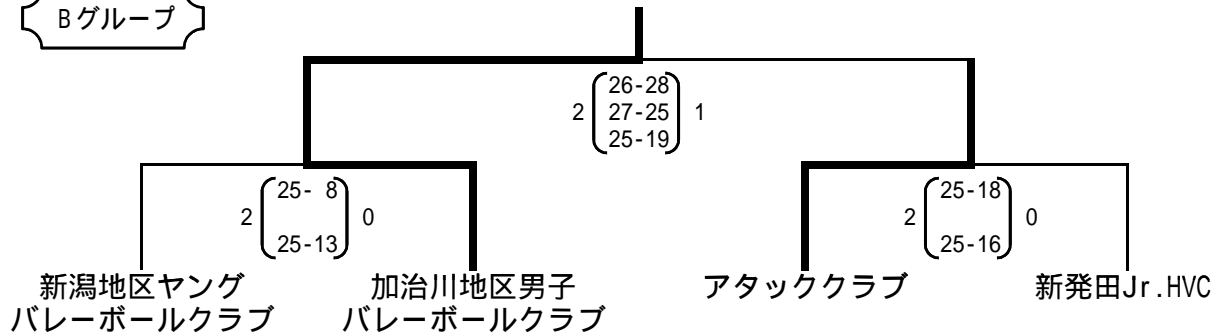 Bグループ
26-28
2 27-25 1
25-19
25- 8
2 0
25-13
25-18
2 0
25-16
新潟地区ヤング
バレーボールクラブ
加治川地区男子
バレーボールクラブ
アタッククラブ
新発田Jr.HVC